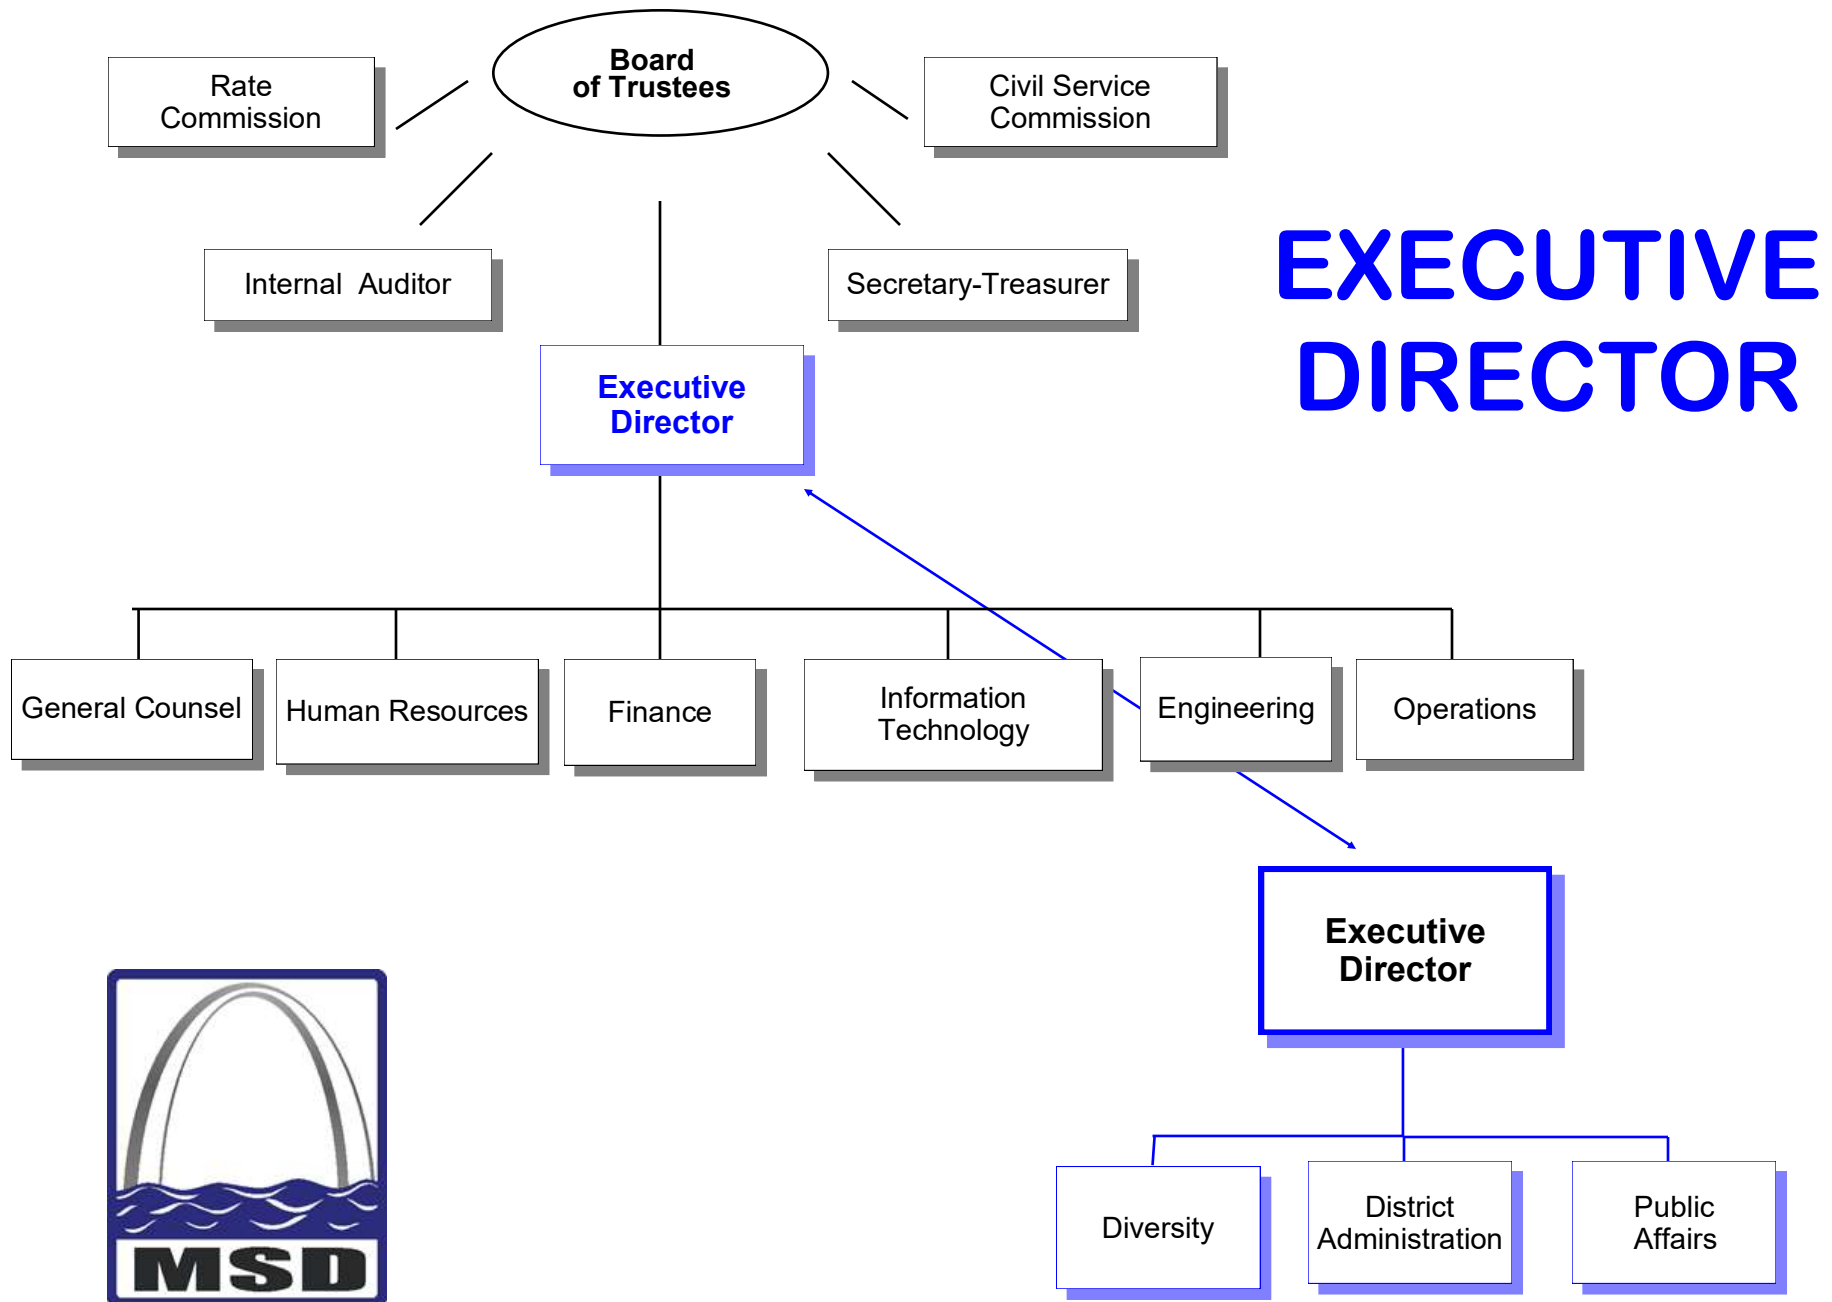 Board
of Trustees
Rate
Commission
Civil Service
Commission
Internal  Auditor
Secretary-Treasurer
EXECUTIVE
DIRECTOR
Executive
Director
General Counsel
Human Resources
Finance
Information
Technology
Engineering
Operations
Executive
Director
Diversity
District
Administration
Public
Affairs
MSD